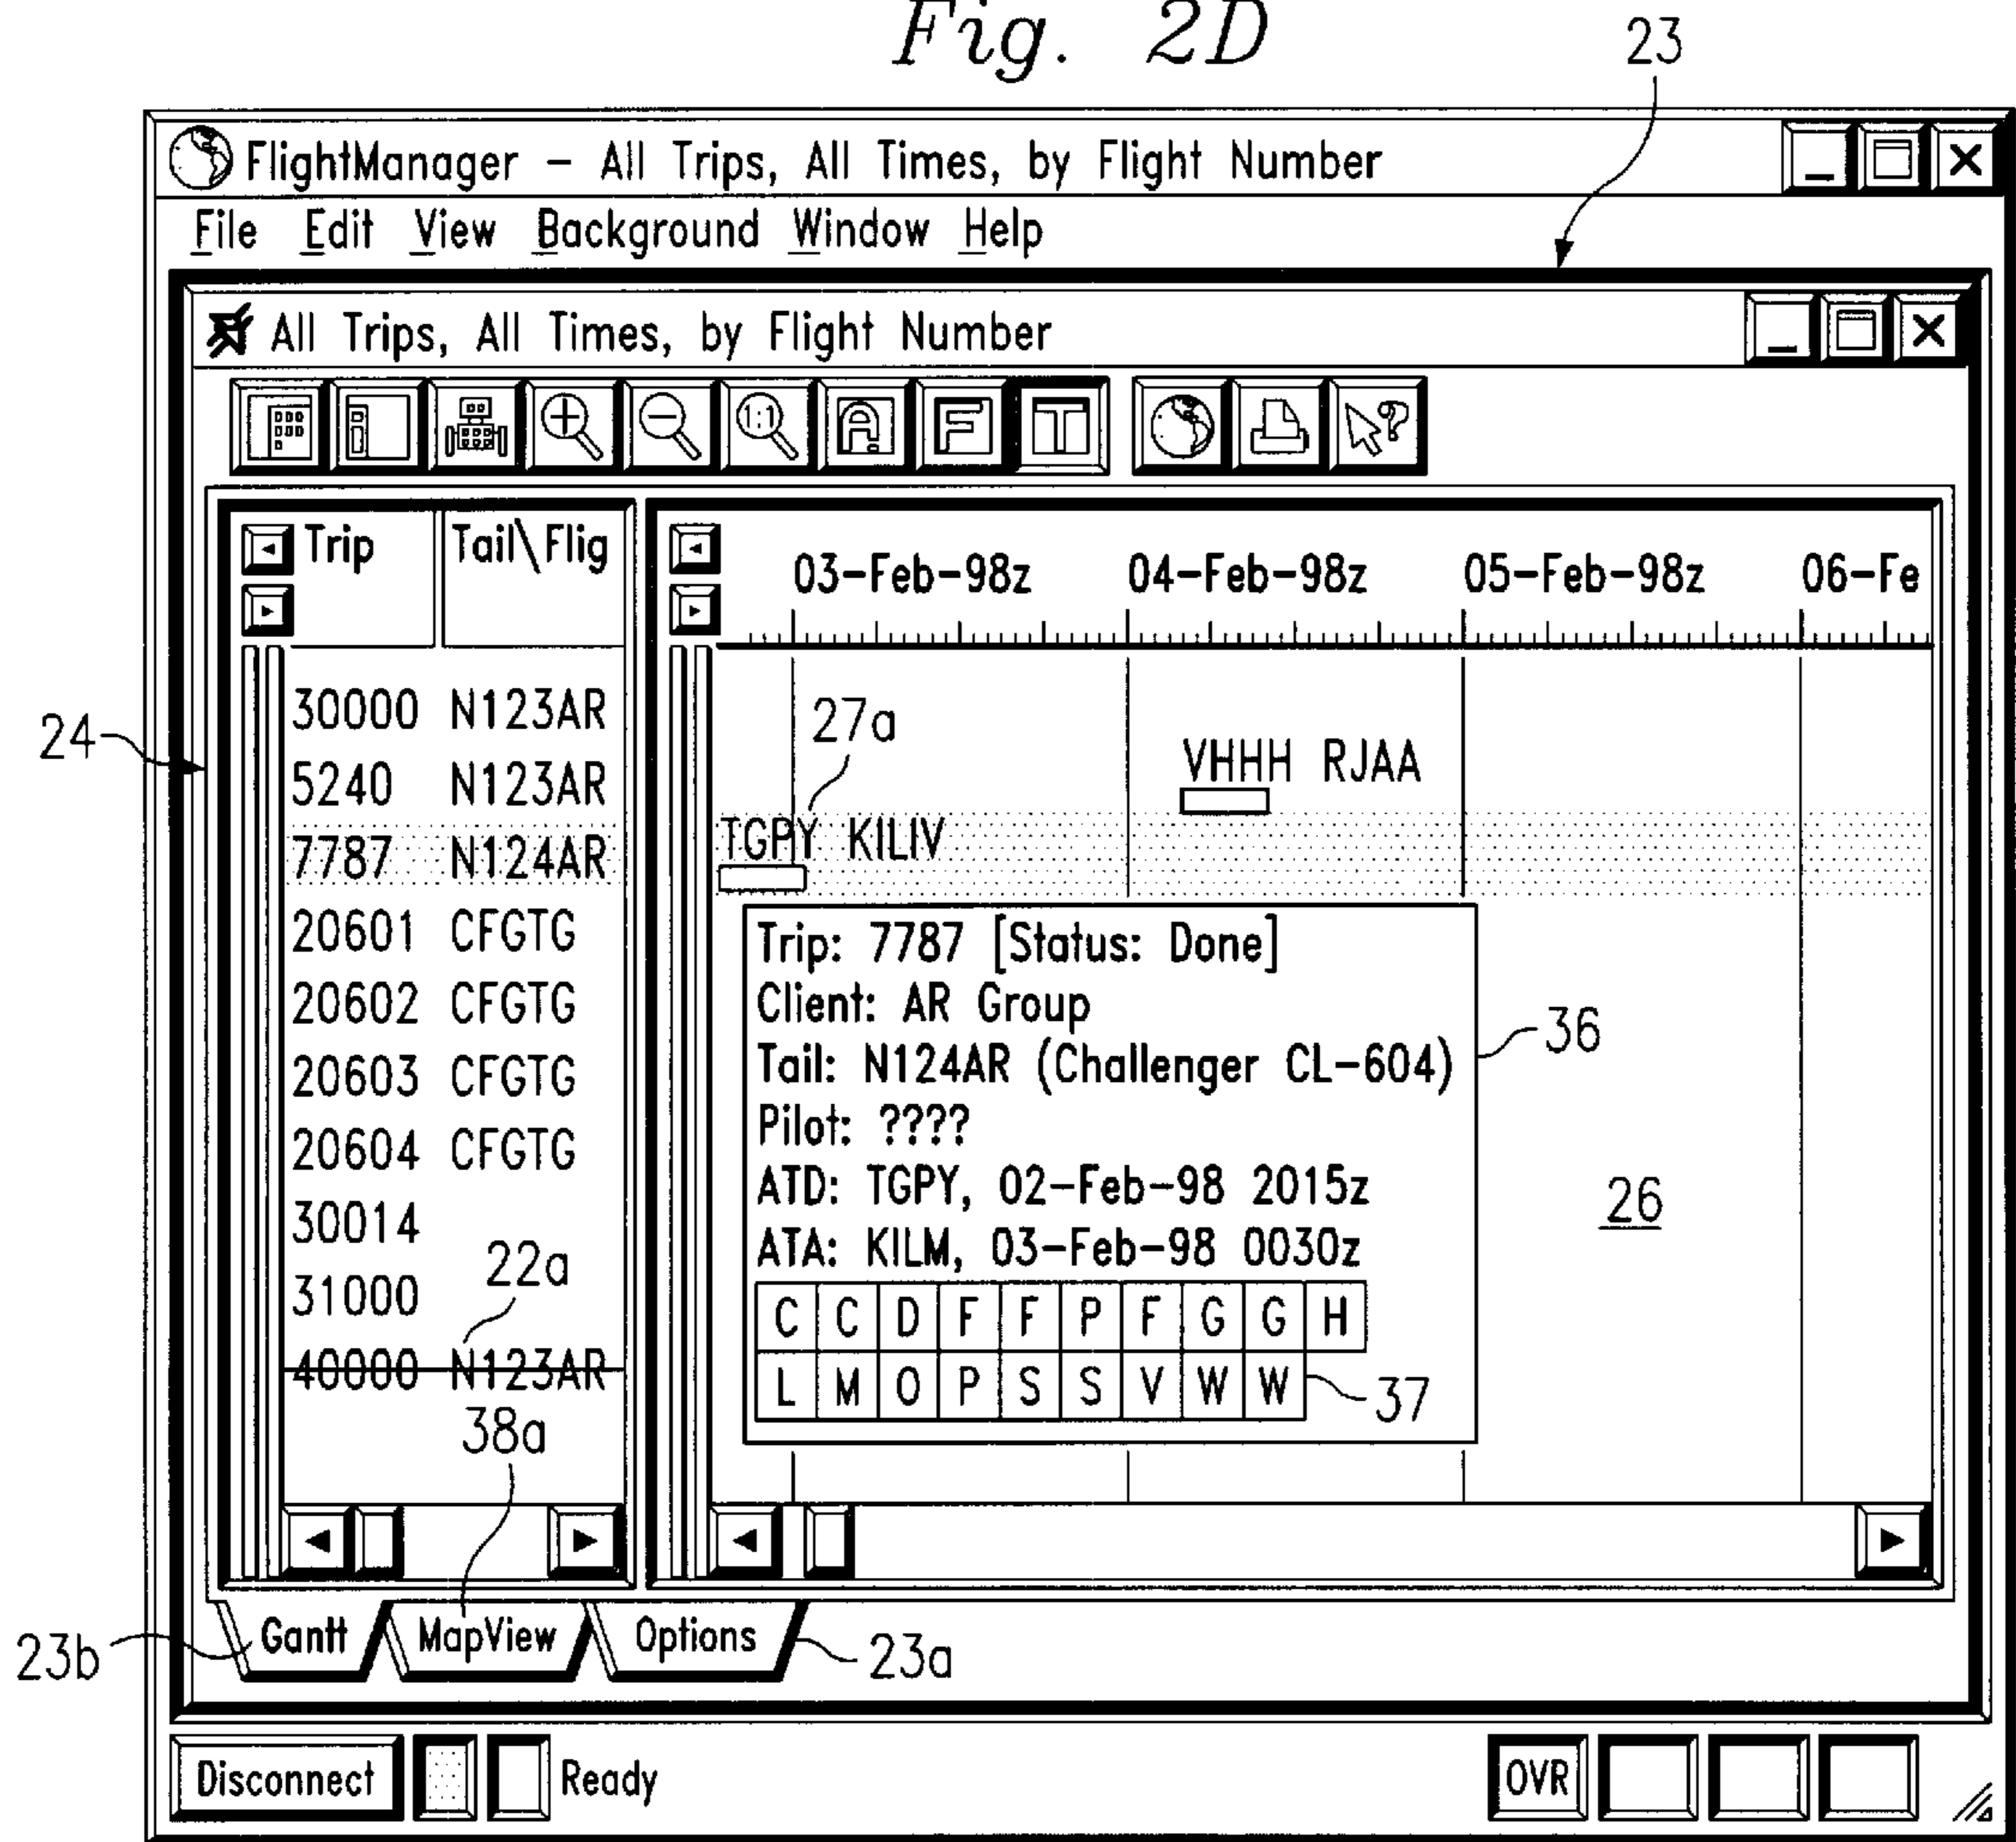 Fig. 2D
23
FlightManager – All Trips, All Times, by Flight Number
File Edit View Background Window Help
All Trips, All Times, by Flight Number
1:1 A F T ?
Trip Tail\Flig
03-Feb-98z 04-Feb-98z 05-Feb-98z 06-Fe
24
30000 N123AR
5240 N123AR
7787 N124AR
20601 CFGTG
20602 CFGTG
20603 CFGTG
20604 CFGTG
30014
31000
22a
40000 N123AR
38a
27a
VHHH RJAA
TGPY KILIV
Trip: 7787 [Status: Done]
Client: AR Group
Tail: N124AR (Challenger CL-604)
Pilot: ????
ATD: TGPY, 02-Feb-98 2015z
ATA: KILM, 03-Feb-98 0030z
C C D F F P F G G H
L M O P S S V W W
36
37
26
23b
Gantt MapView Options
23a
Disconnect Ready OVR